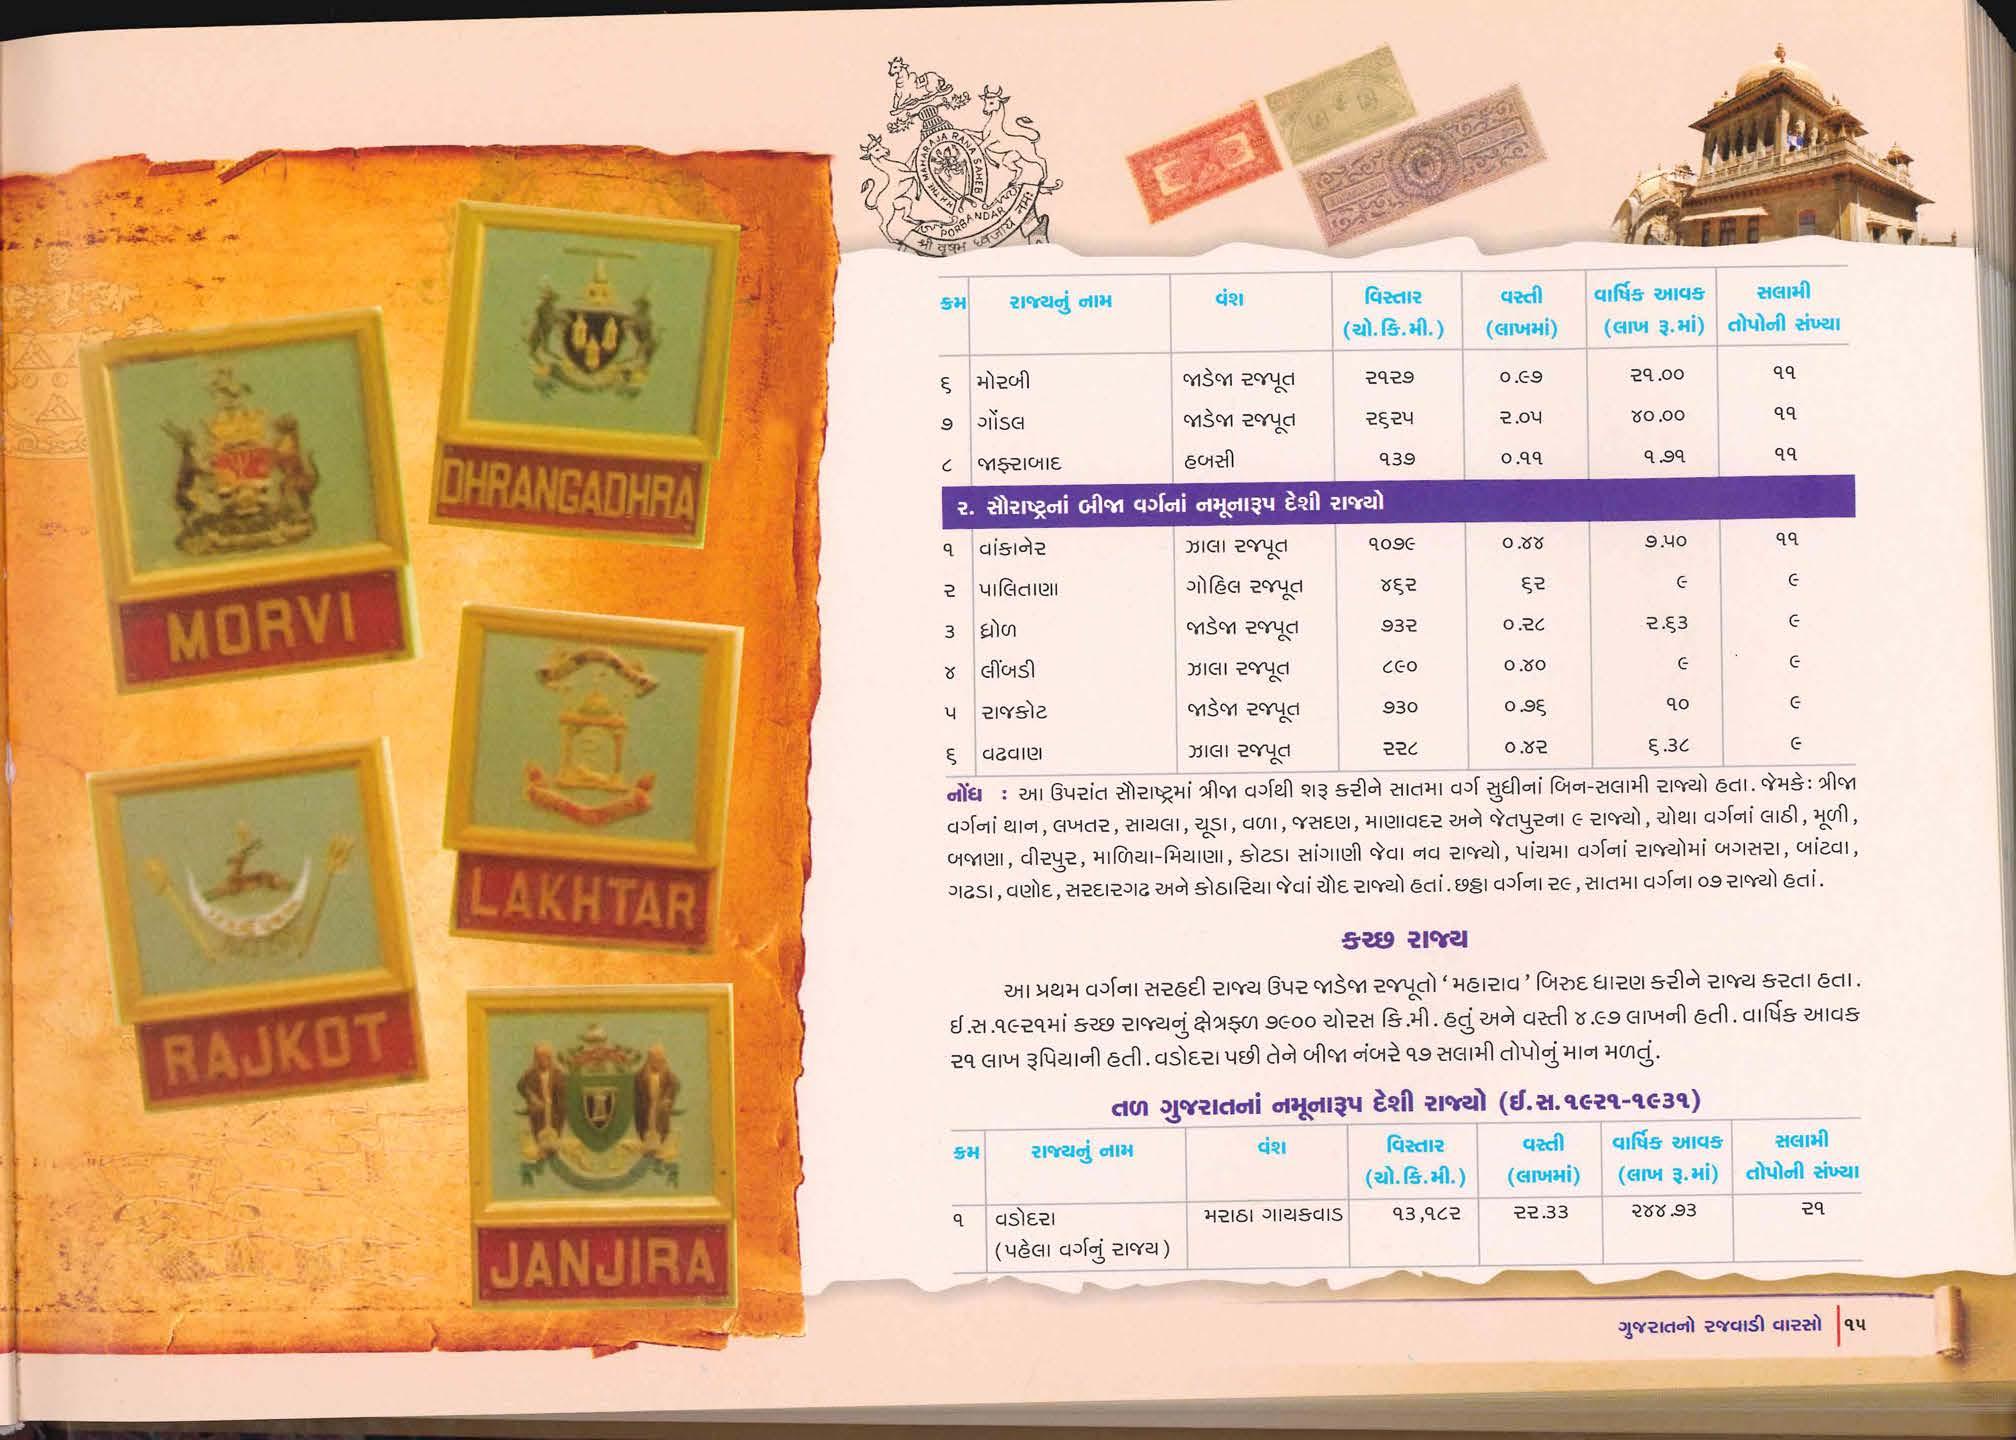 MORVI
DHRANGADHRA
LAKHTAR
RAJKOT
JANJIRA
H.H. THE MAHARAJA RANA SAHEB
PORBANDAR
શ્રી वृषभ ध्वजाय नमः
ક્રમ રાજ્યનું નામ વંશ વિસ્તાર વસ્તી વાર્ષિક આવક સલામી
(ચો.કિ.મી.) (લાખમાં) (લાખ રૂ.માં) તોપોની સંખ્યા
૬ મોરબી જાડેજા રજપૂત ૨૧૨૭ ૦.૯૭ ૨૧.૦૦ ૧૧
૭ ગોંડલ જાડેજા રજપૂત ૨૬૨૫ ૨.૦૫ ૪૦.૦૦ ૧૧
૮ જાફરાબાદ હબસી ૧૩૭ ૦.૧૧ ૧.૭૧ ૧૧
૨. સૌરાષ્ટ્રનાં બીજા વર્ગનાં નમૂનારૂપ દેશી રાજ્યો
૧ વાંકાનેર ઝાલા રજપૂત ૧૦૭૯ ૦.૪૪ ૭.૫૦ ૧૧
૨ પાલિતાણા ગોહિલ રજપૂત ૪૬૨ ૬૨ ૯ ૯
૩ ધ્રોળ જાડેજા રજપૂત ૭૩૨ ૦.૨૮ ૨.૬૩ ૯
૪ લીંબડી ઝાલા રજપૂત ૮૯૦ ૦.૪૦ ૯ ૯
૫ રાજકોટ જાડેજા રજપૂત ૭૩૦ ૦.૭૬ ૧૦ ૯
૬ વઢવાણ ઝાલા રજપૂત ૨૨૮ ૦.૪૨ ૬.૩૮ ૯
નોંધ : આ ઉપરાંત સૌરાષ્ટ્રમાં ત્રીજા વર્ગથી શરૂ કરીને સાતમા વર્ગ સુધીનાં બિન-સલામી રાજ્યો હતા. જેમકે: ત્રીજા
વર્ગનાં થાન, લખતર, સાયલા, ચૂડા, વળા, જસદણ, માણાવદર અને જેતપુરના ૯ રાજ્યો, ચોથા વર્ગનાં લાઠી, મૂળી,
બજાણા, વીરપુર, માળિયા-મિયાણા, કોટડા સાંગાણી જેવા નવ રાજ્યો, પાંચમા વર્ગનાં રાજ્યોમાં બગસરા, બાંટવા,
ગઢડા, વણોદ, સરદારગઢ અને કોઠારિયા જેવાં ચૌદ રાજ્યો હતાં. છઠ્ઠા વર્ગના ૨૯, સાતમા વર્ગના ૦૭ રાજ્યો હતાં.
કચ્છ રાજ્ય
આ પ્રથમ વર્ગના સરહદી રાજ્ય ઉપર જાડેજા રજપૂતો ‘મહારાવ’ બિરુદ ધારણ કરીને રાજ્ય કરતા હતા.
ઈ.સ.૧૯૨૧માં કચ્છ રાજ્યનું ક્ષેત્રફળ ૭૯૦૦ ચોરસ કિ.મી. હતું અને વસ્તી ૪.૯૭ લાખની હતી. વાર્ષિક આવક
૨૧ લાખ રૂપિયાની હતી. વડોદરા પછી તેને બીજા નંબરે ૧૭ સલામી તોપોનું માન મળતું.
તળ ગુજરાતનાં નમૂનારૂપ દેશી રાજ્યો (ઈ.સ.૧૯૨૧-૧૯૩૧)
ક્રમ રાજ્યનું નામ વંશ વિસ્તાર વસ્તી વાર્ષિક આવક સલામી
(ચો.કિ.મી.) (લાખમાં) (લાખ રૂ.માં) તોપોની સંખ્યા
૧ વડોદરા મરાઠા ગાયકવાડ ૧૩,૧૮૨ ૨૨.૩૩ ૨૪૪.૭૩ ૨૧
(પહેલા વર્ગનું રાજ્ય)
ગુજરાતનો રજવાડી વારસો ૧૫